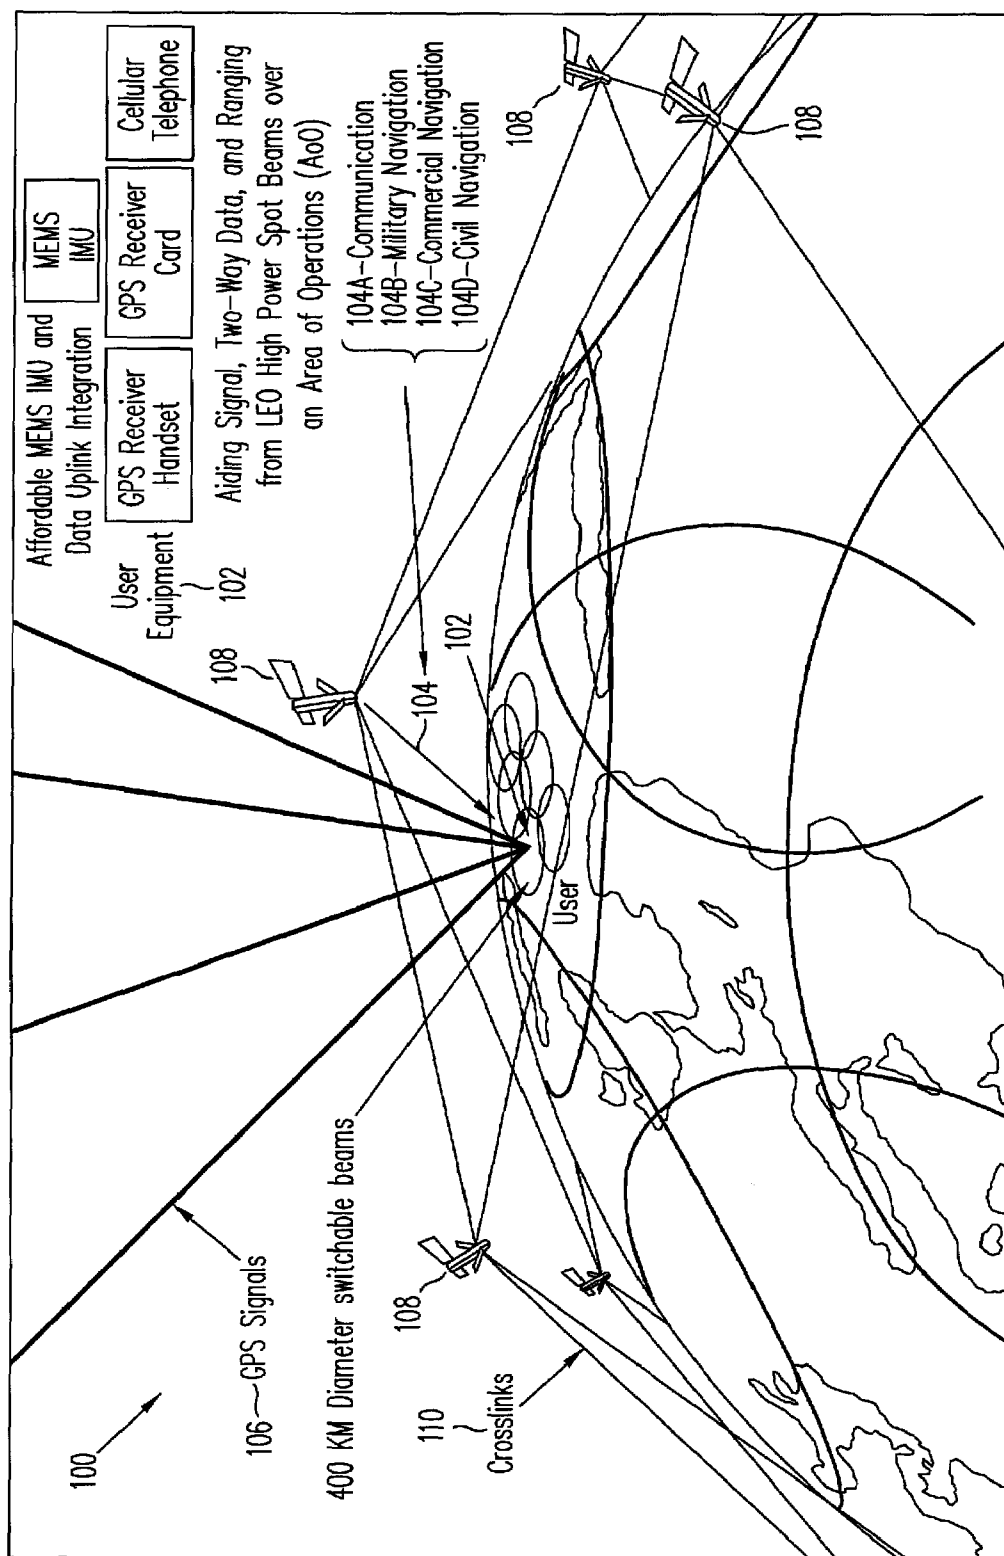 100
106
GPS Signals
400 KM Diameter switchable beams
108
110
Crosslinks
Affordable MEMS IMU and
Data Uplink Integration
MEMS
IMU
User
Equipment
102
GPS Receiver
Handset
GPS Receiver
Card
Cellular
Telephone
Aiding Signal, Two-Way Data, and Ranging
from LEO High Power Spot Beams over
an Area of Operations (AoO)
104A-Communication
104B-Military Navigation
104C-Commercial Navigation
104D-Civil Navigation
108
104
102
User
108
108